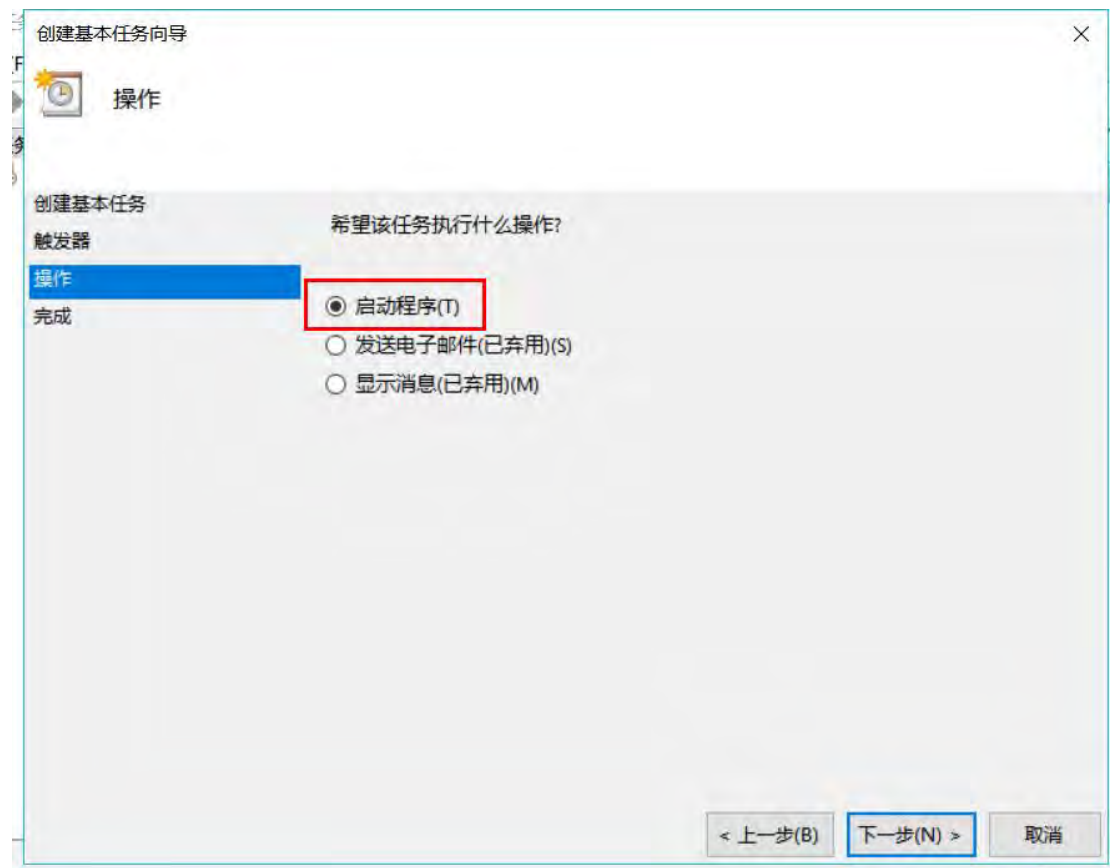 创建基本任务向导
操作
创建基本任务
触发器
操作
完成
希望该任务执行什么操作?
启动程序(T)
发送电子邮件(已弃用)(S)
显示消息(已弃用)(M)
< 上一步(B)
下一步(N) >
取消